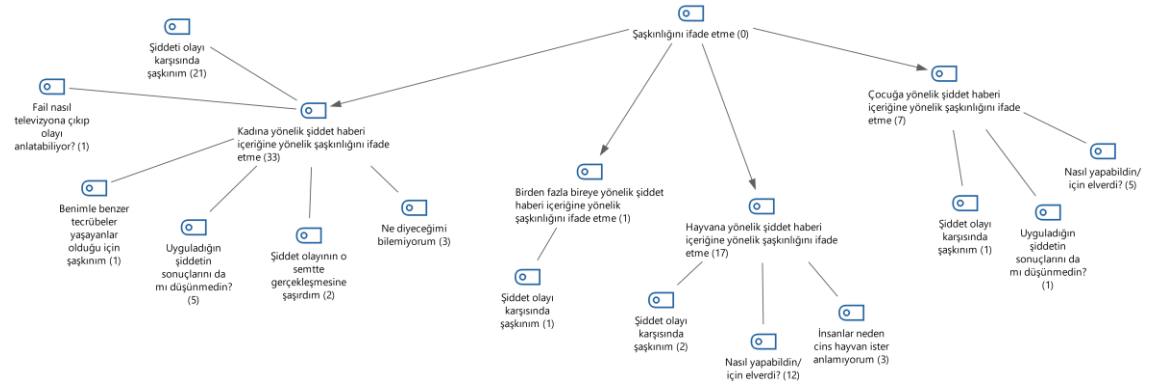 Şaşkınlığını ifade etme (0)
Şiddeti olayı
karşısında
şaşkınım (21)
Fail nasıl
televizyona çıkıp
olayı
anlatabiliyor? (1)
Kadına yönelik şiddet haberi
içeriğine yönelik şaşkınlığını ifade
etme (33)
Benimle benzer
tecrübeler
yaşayanlar
olduğu için
şaşkınım (1)
Uyguladığın
şiddetin
sonuçlarını da
mı düşünmedin?
(5)
Şiddet olayının o
semtte
gerçekleşmesine
şaşırdım (2)
Ne diyeceğimi
bilemiyorum (3)
Birden fazla bireye yönelik şiddet
haberi içeriğine yönelik
şaşkınlığını ifade etme (1)
Şiddet olayı
karşısında
şaşkınım (1)
Hayvana yönelik şiddet haberi
içeriğine yönelik şaşkınlığını ifade
etme (17)
Şiddet olayı
karşısında
şaşkınım (2)
Nasıl yapabildin/
için elverdi? (12)
İnsanlar neden
cins hayvan ister
anlamıyorum (3)
Çocuğa yönelik şiddet haberi
içeriğine yönelik şaşkınlığını ifade
etme (7)
Şiddet olayı
karşısında
şaşkınım (1)
Uyguladığın
şiddetin
sonuçlarını da
mı düşünmedin?
(1)
Nasıl yapabildin/
için elverdi? (5)